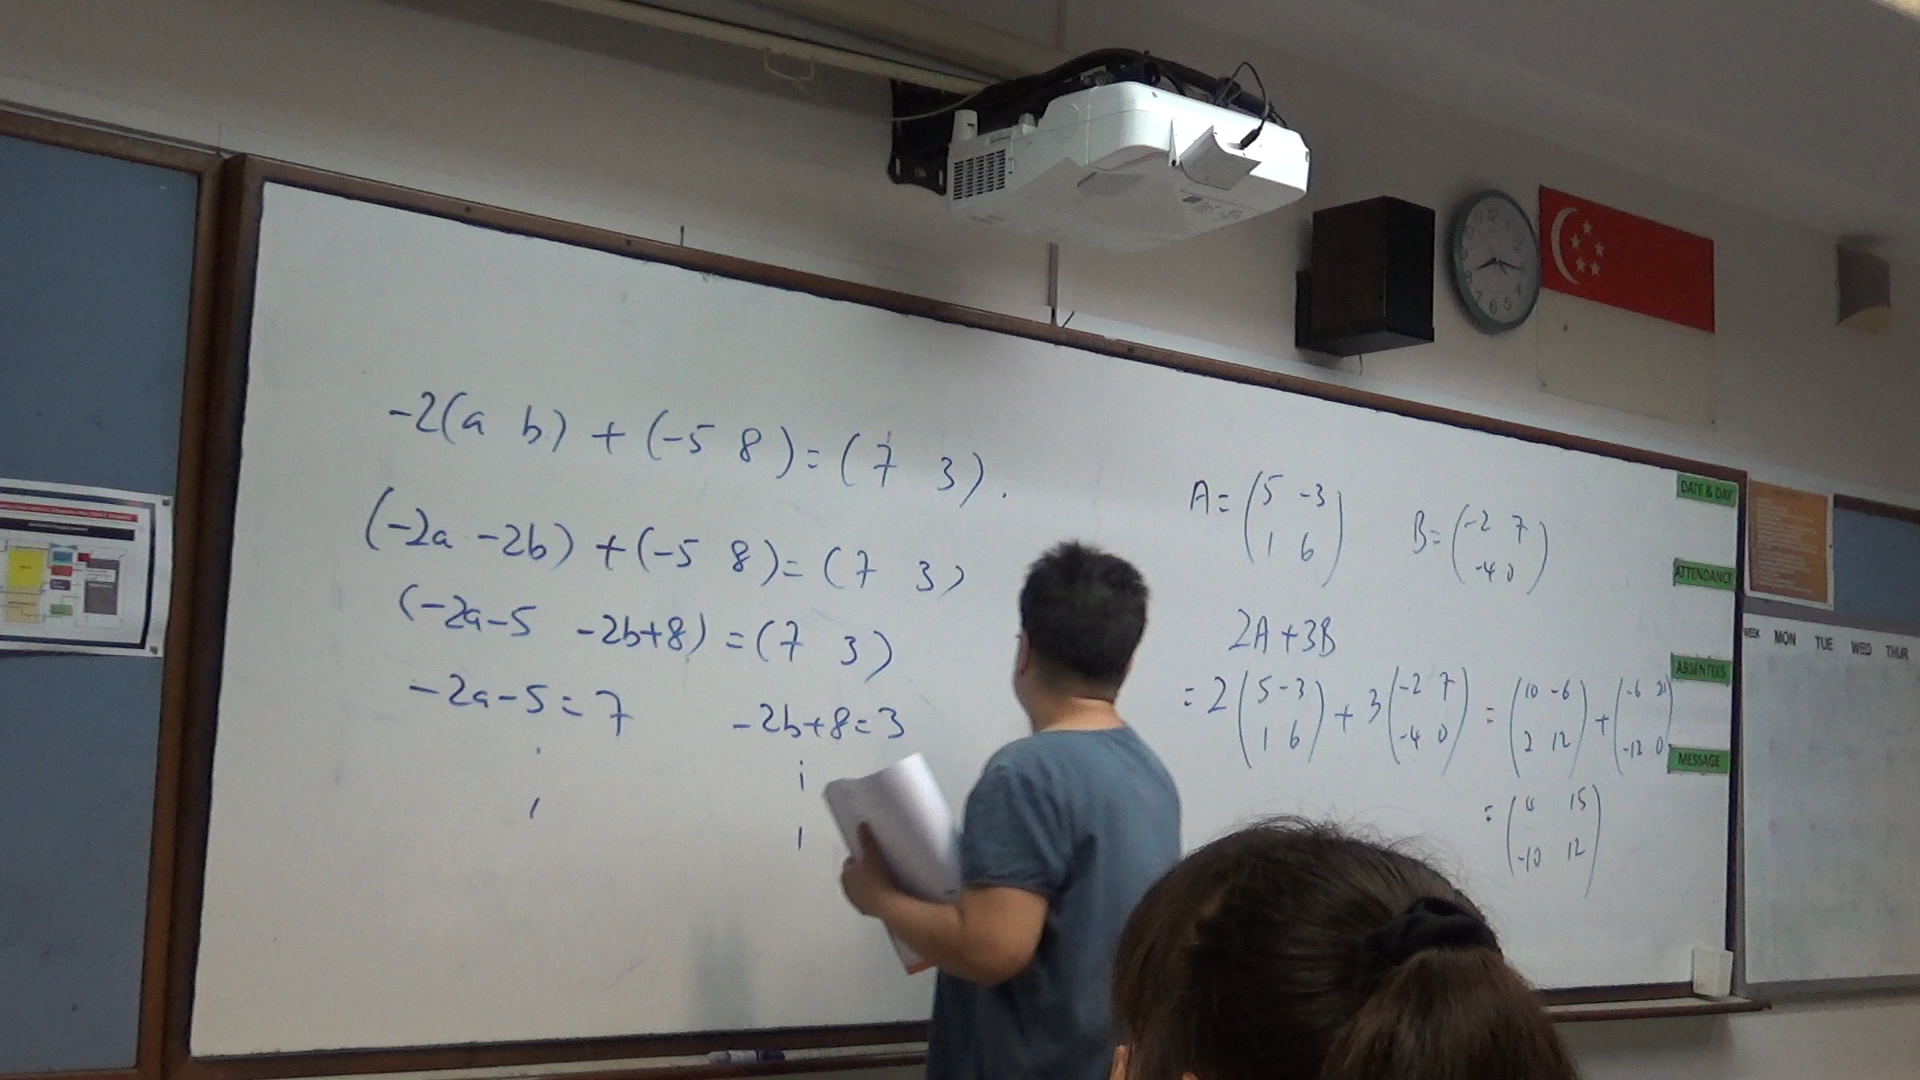 -2(a b) + (-5 8) = (7 3).
(-2a -2b) + (-5 8) = (7 3)
(-2a-5 -2b+8) = (7 3)
-2a-5=7 -2b+8=3
A= (5 -3
1 6)
B= (-2 7
-4 0)
2A+3B
= 2 (5 -3
1 6) + 3 (-2 7
-4 0) = (10 -6
2 12) + (-6 21
-12 0)
= (4 15
-10 12)
DATE & DAY
ATTENDANCE
ABSENTEES
MESSAGE
WEEK MON TUE WED THUR